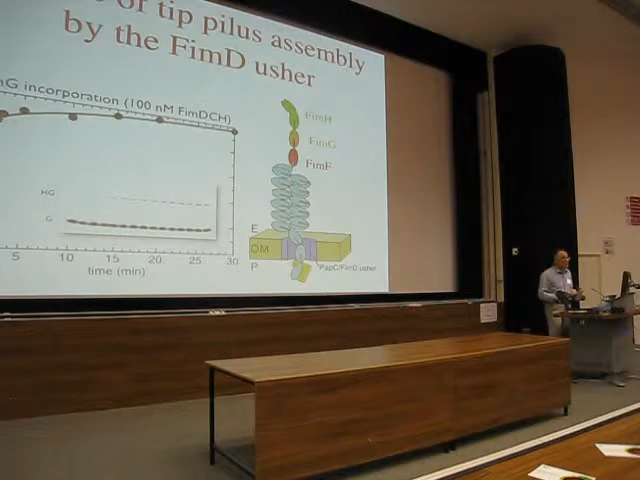 of tip pilus assembly
by the FimD usher
nG incorporation (100 nM FimDCH)
FimH
FimG
FimF
HG
G
E
OM
P
PapC/FimD usher
5 10 15 20 25 30
time (min)